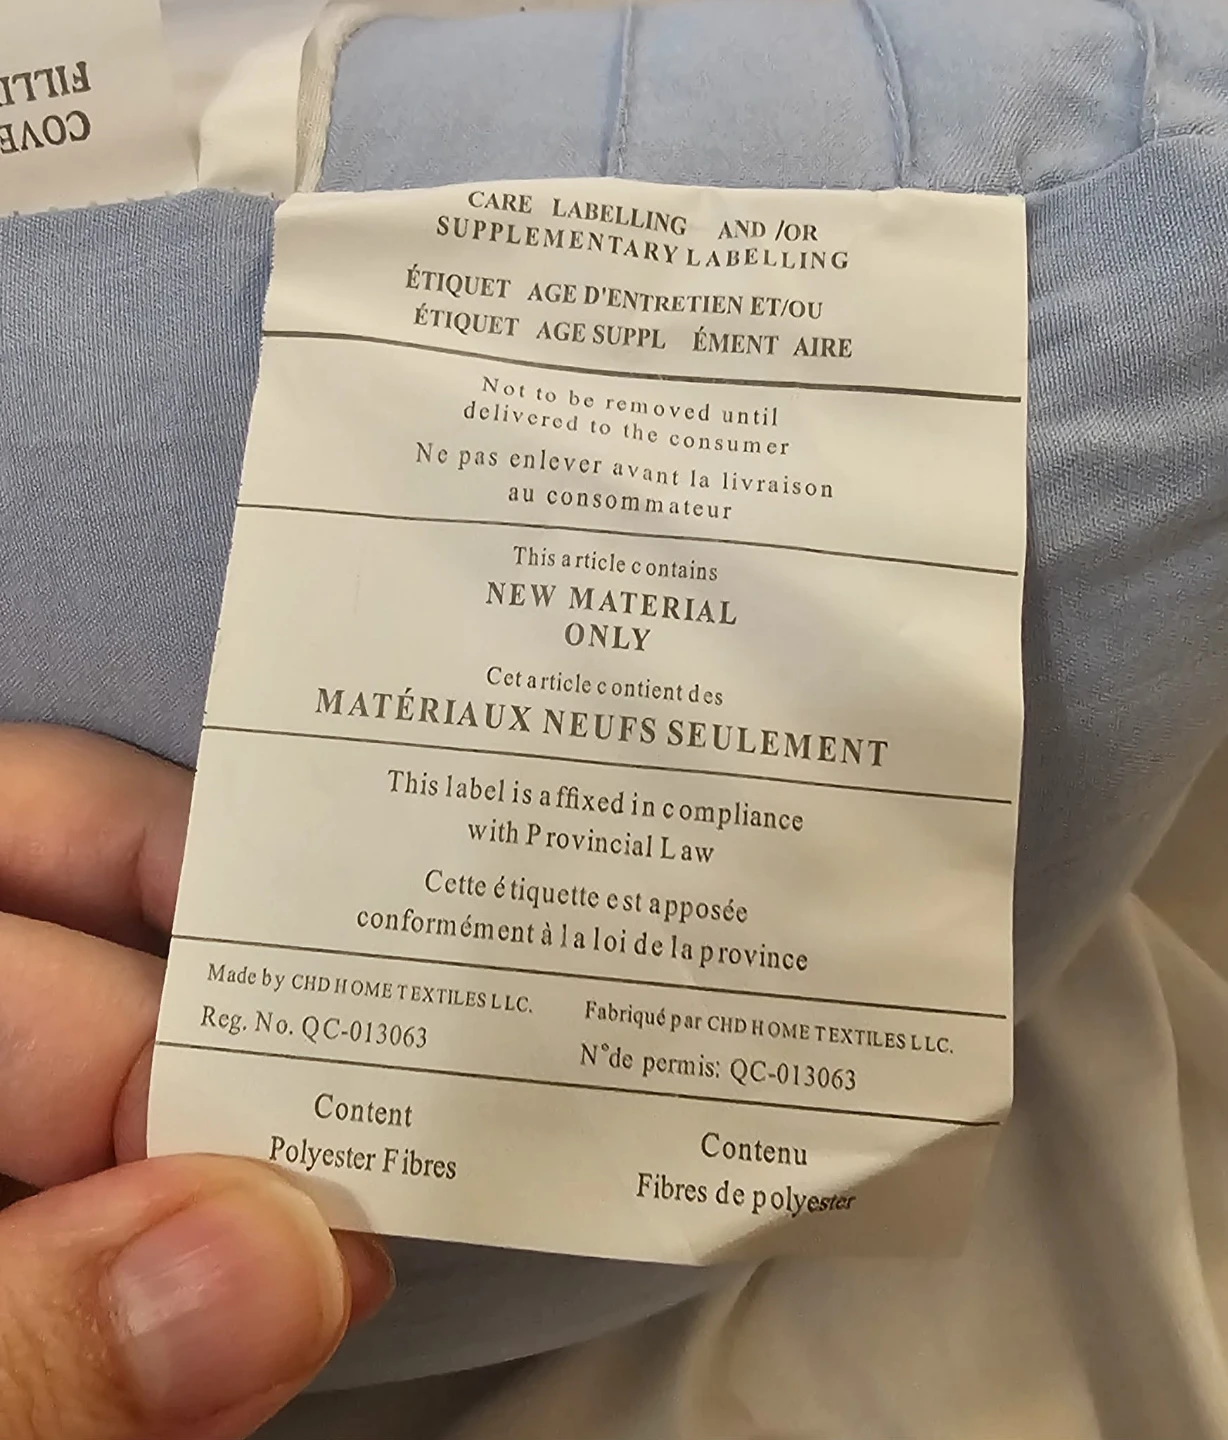 FILLI
COVE
CARE LABELLING AND /OR
SUPPLEMENTARY LABELLING
ÉTIQUET AGE D'ENTRETIEN ET/OU
ÉTIQUET AGE SUPPL ÉMENT AIRE
Not to be removed until
delivered to the consumer
Ne pas enlever avant la livraison
au consommateur
This article contains
NEW MATERIAL
ONLY
Cet article contient des
MATÉRIAUX NEUFS SEULEMENT
This label is affixed in compliance
with Provincial Law
Cette étiquette est apposée
conformément à la loi de la province
Made by CHD HOME TEXTILES LLC.
Reg. No. QC-013063
Fabriqué par CHD HOME TEXTILES LLC.
N°de permis: QC-013063
Content
Polyester Fibres
Contenu
Fibres de polyester